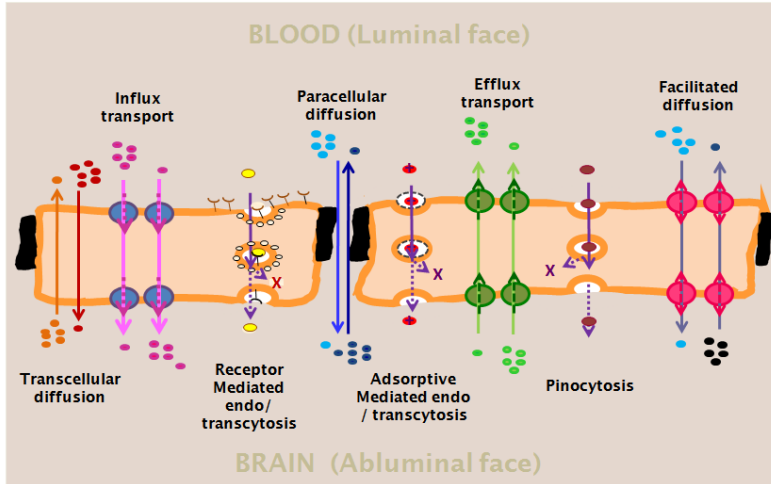 BLOOD (Luminal face)
Influx
transport
Paracellular
diffusion
Efflux
transport
Facilitated
diffusion
X
X
X
Transcellular
diffusion
Receptor
Mediated
endo/
transcytosis
Adsorptive
Mediated endo
/ transcytosis
Pinocytosis
BRAIN (Abluminal face)